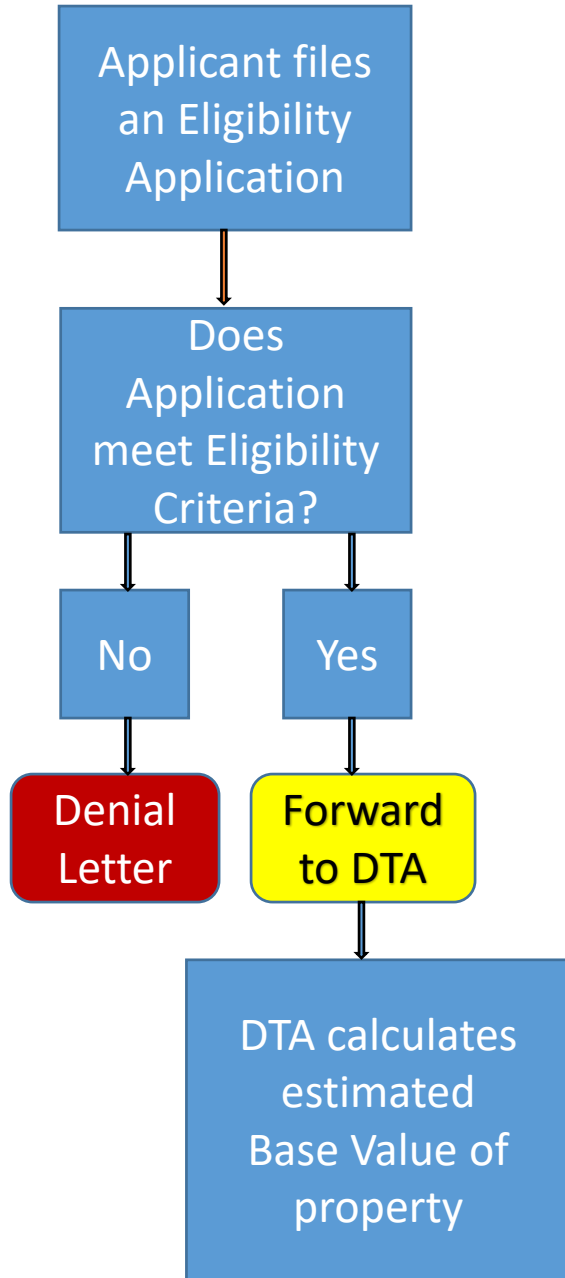 Applicant files
an Eligibility
Application
Does
Application
meet Eligibility
Criteria?
No
Yes
Denial
Letter
Forward
to DTA
DTA calculates
estimated
Base Value of
property